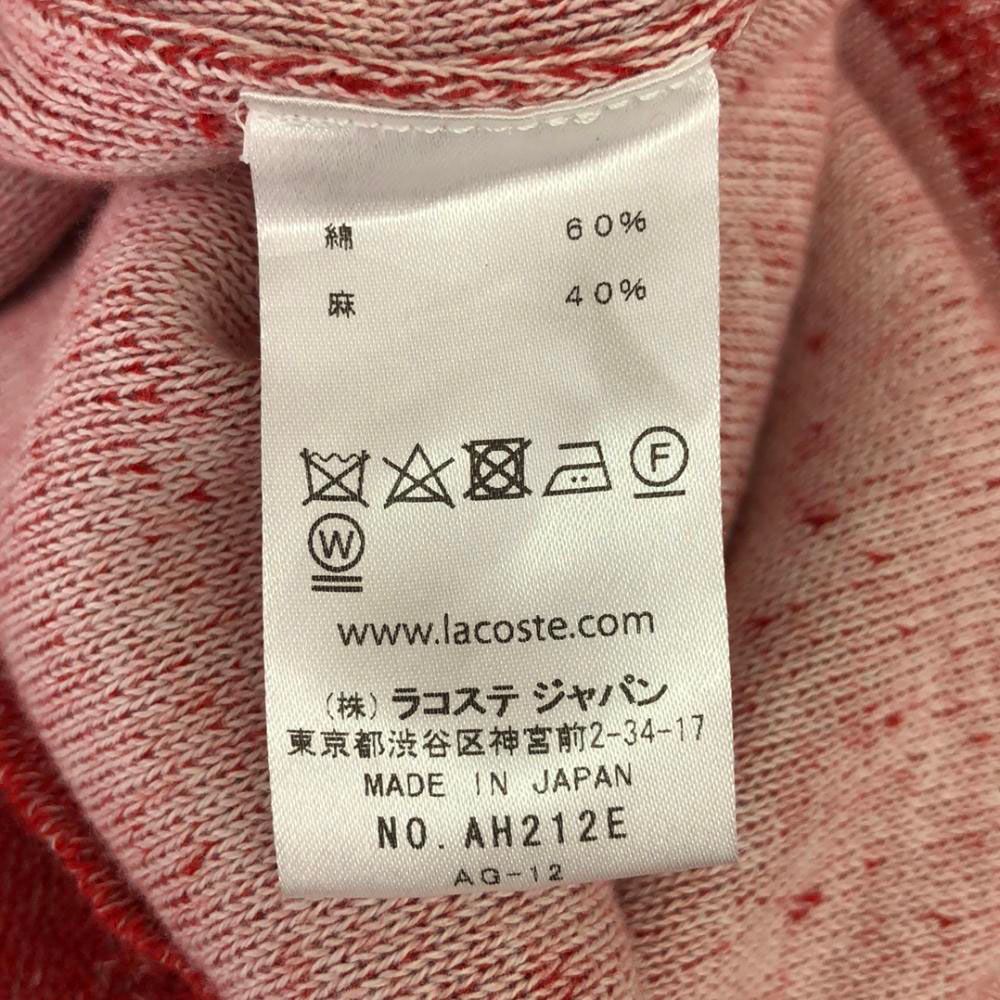 綿 60%
麻 40%
F
W
www.lacoste.com
(株) ラコステ ジャパン
東京都渋谷区神宮前2-34-17
MADE IN JAPAN
NO. AH212E
AG-12